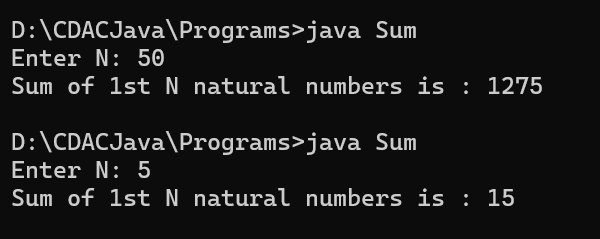 D:\CDACJava\Programs>java Sum
Enter N: 50
Sum of 1st N natural numbers is : 1275
D:\CDACJava\Programs>java Sum
Enter N: 5
Sum of 1st N natural numbers is : 15